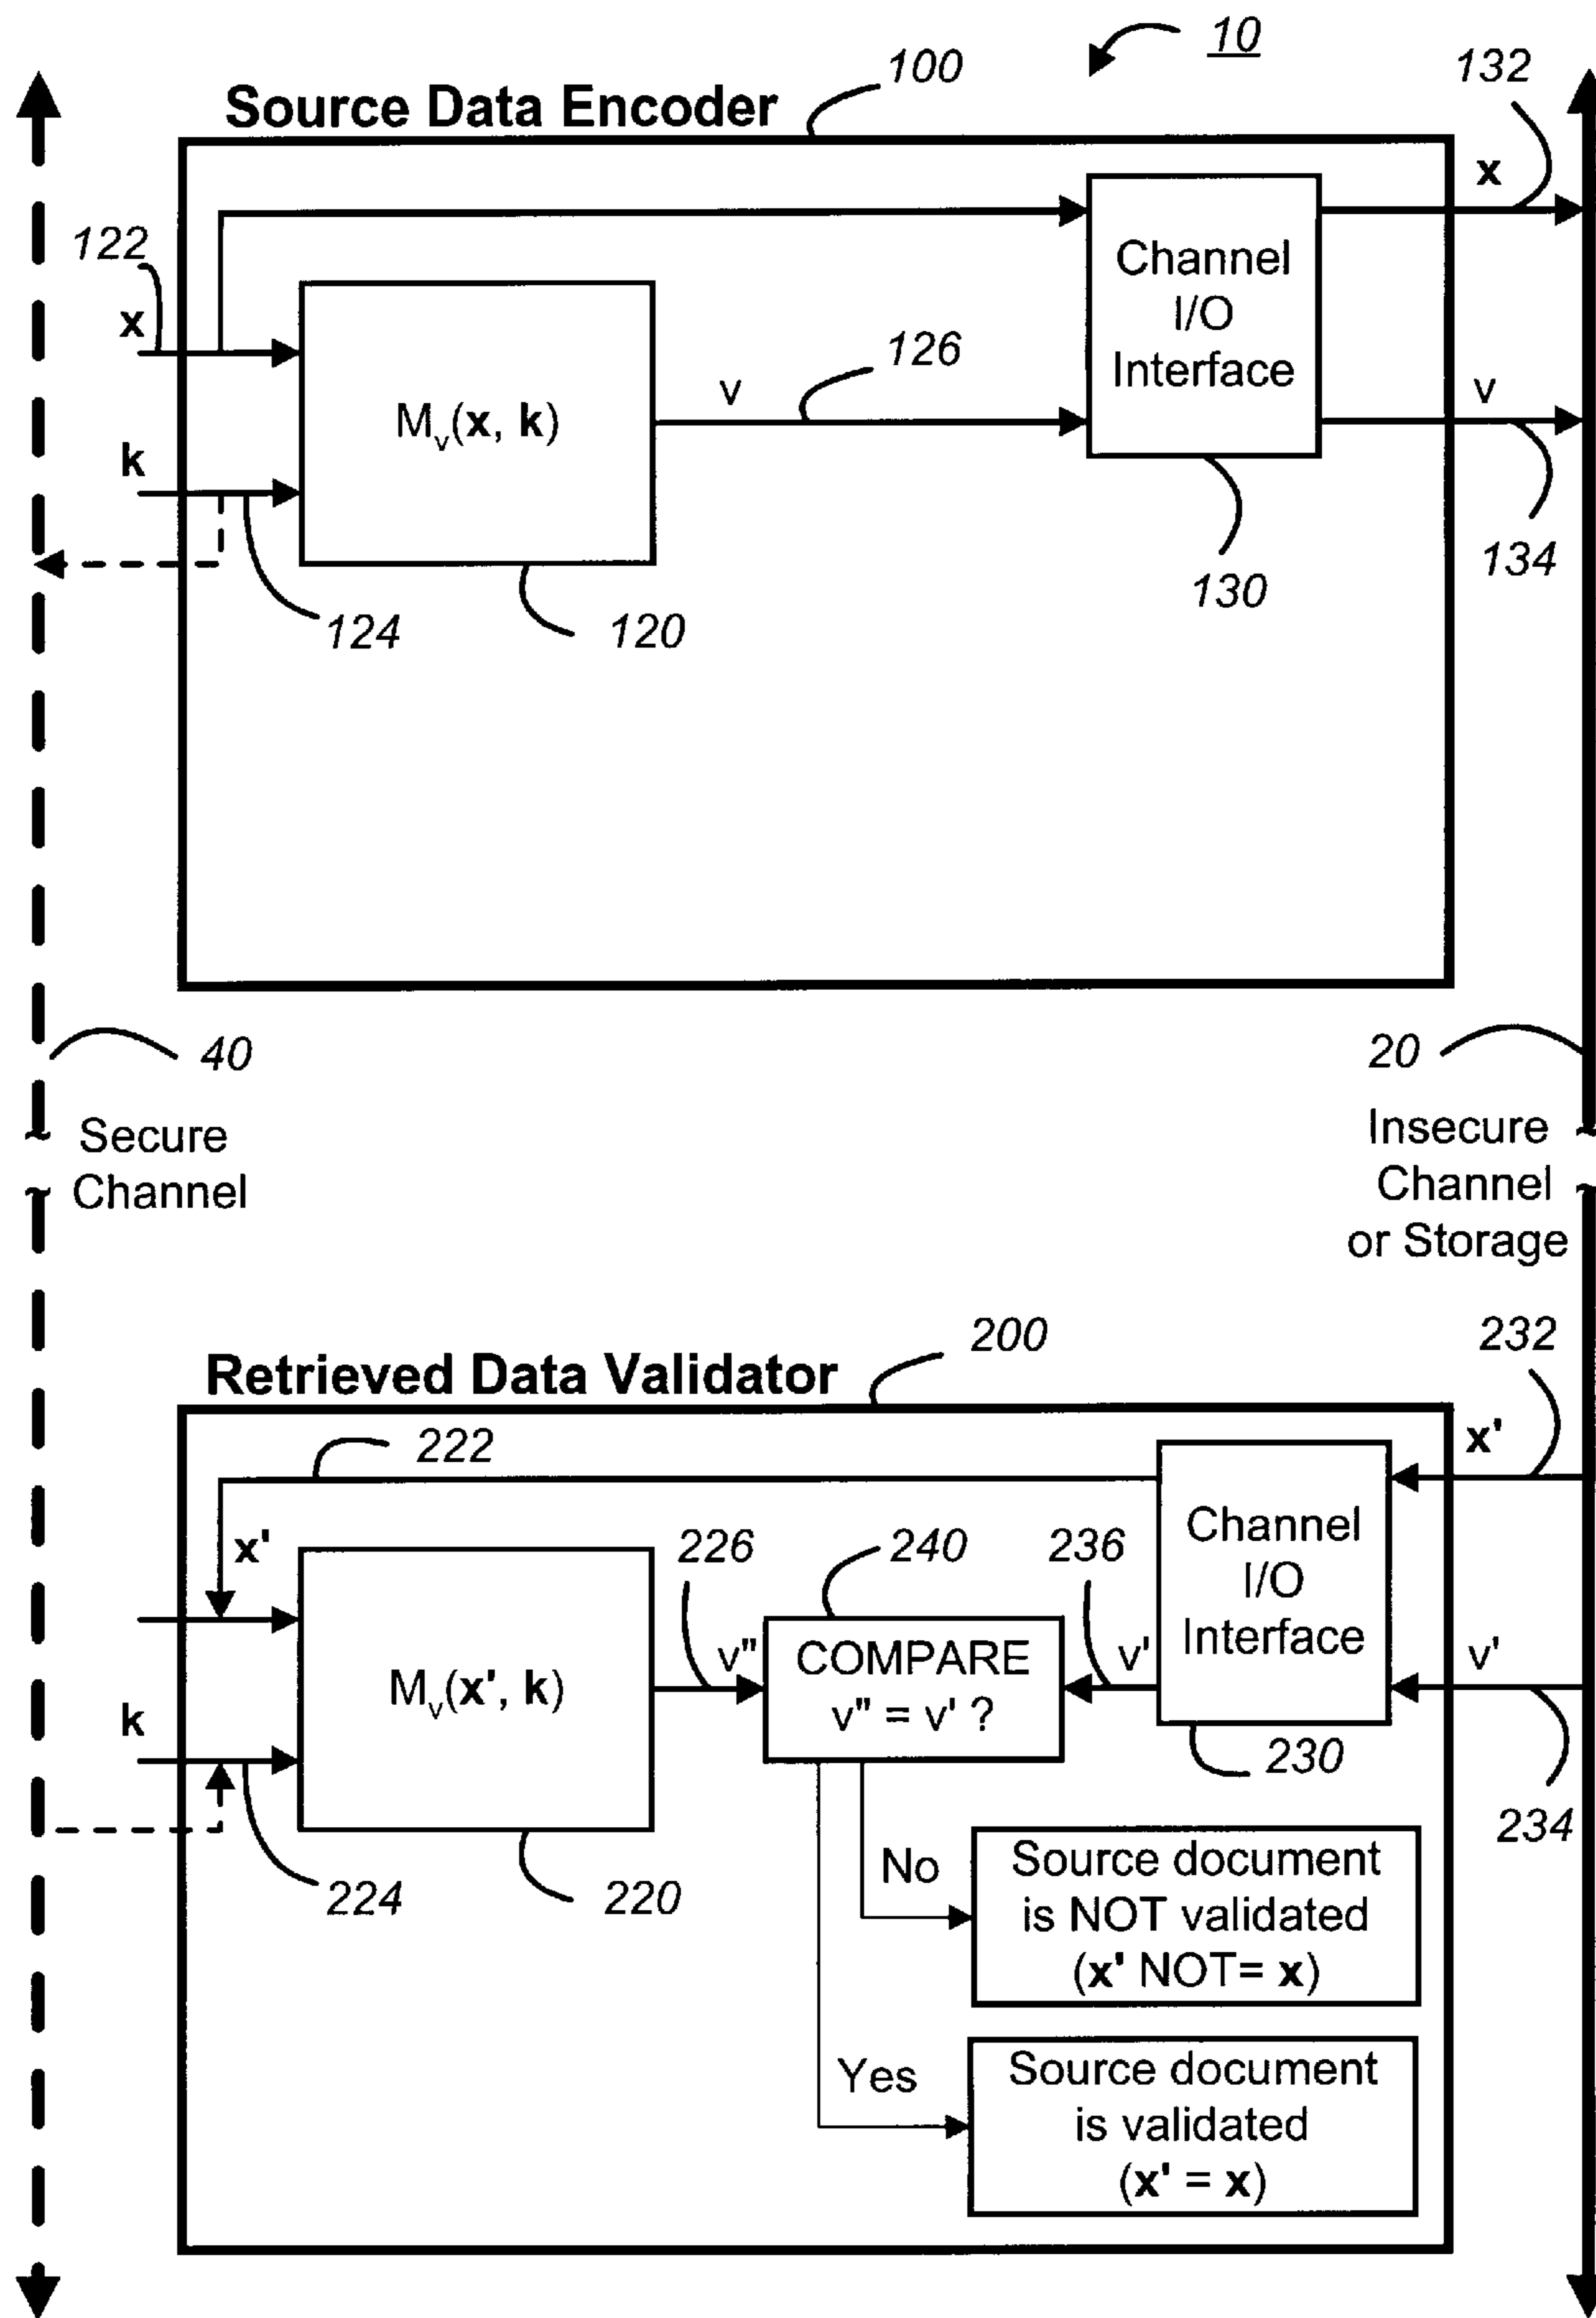 10
100
132
Source Data Encoder
x
122
Channel
I/O
Interface
x
126
v
v
Mv(x, k)
k
134
130
124
120
40
20
Secure
Channel
Insecure
Channel
or Storage
200
232
Retrieved Data Validator
222
x'
x'
226
240
236
Channel
I/O
Interface
v"
COMPARE
v" = v' ?
v'
v'
Mv(x', k)
k
230
234
224
220
No
Source document
is NOT validated
(x' NOT= x)
Yes
Source document
is validated
(x' = x)